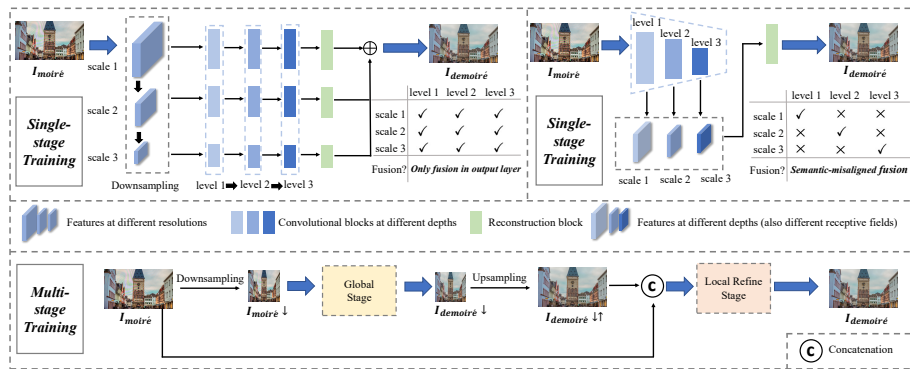 I_moirè
scale 1
scale 2
scale 3
Downsampling
Single-
stage
Training
level 1
level 2
level 3
I_demoiré
level 1 level 2 level 3
scale 1 ✓ ✓ ✓
scale 2 ✓ ✓ ✓
scale 3 ✓ ✓ ✓
Fusion? Only fusion in output layer
I_moirè
Single-
stage
Training
level 1
level 2
level 3
scale 1 scale 2 scale 3
I_demoiré
level 1 level 2 level 3
scale 1 ✓ × ×
scale 2 × ✓ ×
scale 3 × × ✓
Fusion? Semantic-misaligned fusion
Features at different resolutions
Convolutional blocks at different depths
Reconstruction block
Features at different depths (also different receptive fields)
Multi-
stage
Training
I_moirè
Downsampling
I_moirè ↓
Global
Stage
I_demoirè ↓
Upsampling
I_demoirè ↓↑
C
Local Refine
Stage
I_demoirè
C Concatenation